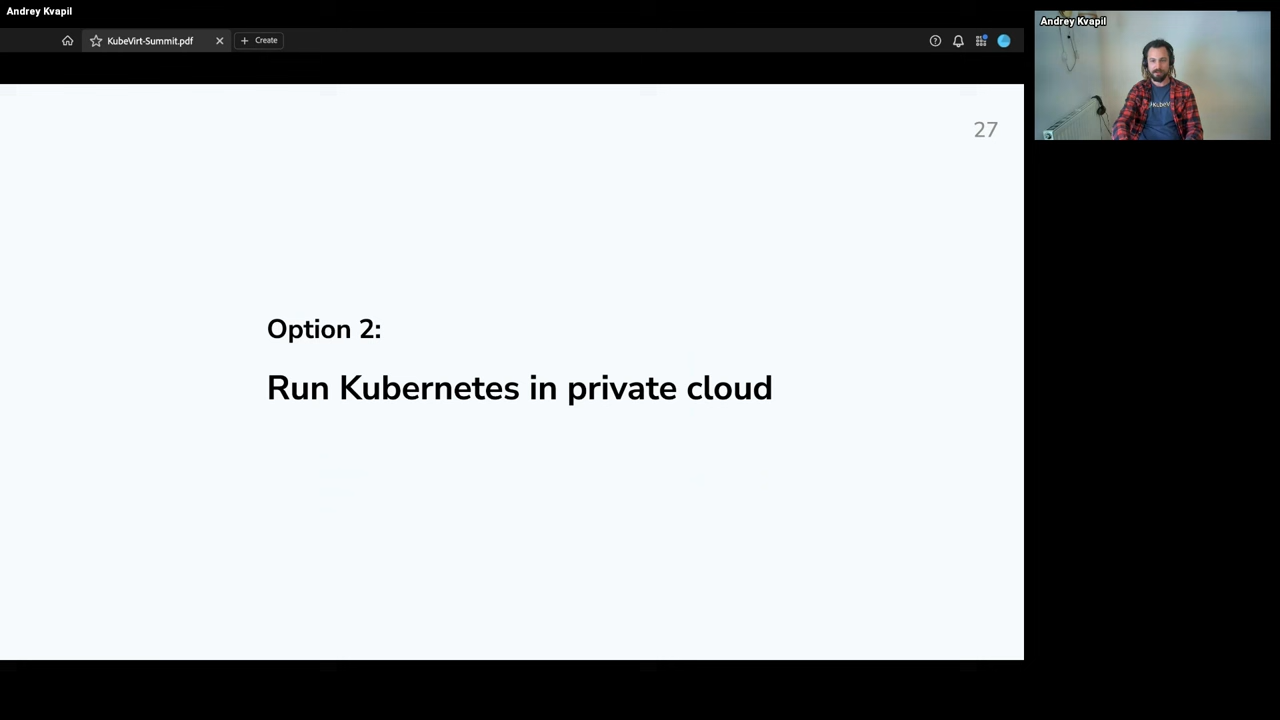 Andrey Kvapil
KubeVirt-Summit.pdf
Create
Andrey Kvapil
27
Option 2:
Run Kubernetes in private cloud